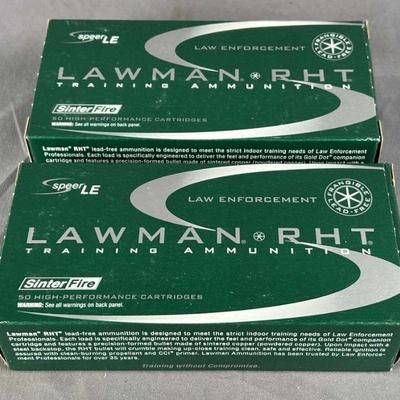 speer LE
LAW ENFORCEMENT
FRANGIBLE
LEAD-FREE
LAWMAN RHT
TRAINING AMMUNITION
SinterFire
50 HIGH-PERFORMANCE CARTRIDGES
WARNING: See all warnings on back panel.
Lawman® RHT® lead-free ammunition is designed to meet the strict indoor training needs of Law Enforcement
Professionals. Each load is specifically engineered to deliver the feel and performance of its Gold Dot® companion
cartridge and features a precision-formed bullet made of sintered copper (powdered copper). Upon impact with a
speer LE
LAW ENFORCEMENT
FRANGIBLE
LEAD-FREE
LAWMAN RHT®
TRAINING AMMUNITION
SinterFire
50 HIGH-PERFORMANCE CARTRIDGES
WARNING: See all warnings on back panel.
Lawman® RHT® lead-free ammunition is designed to meet the strict indoor training needs of Law Enforcement
Professionals. Each load is specifically engineered to deliver the feel and performance of its Gold Dot® companion
cartridge and features a precision-formed bullet made of sintered copper (powdered copper). Upon impact with a
steel backstop, the RHT bullet will crumble making up-close training clean, safe and effective. Reliable ignition is
assured with clean-burning propellant and CCI® primer. Lawman Ammunition has been trusted by Law Enforce-
ment Professionals for over 35 years.
Training without Compromise.